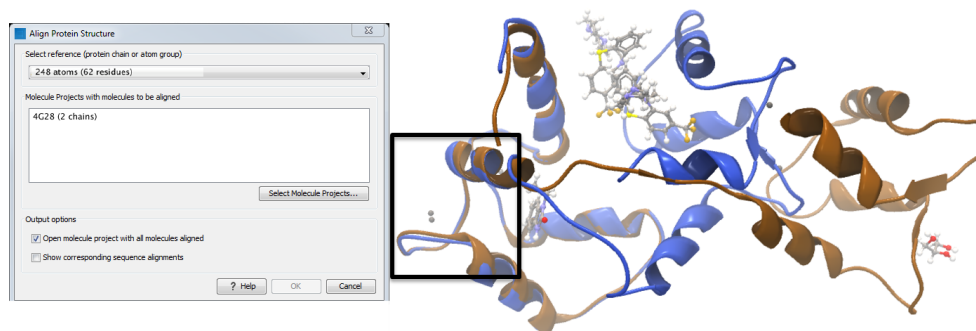 Align Protein Structure
Select reference (protein chain or atom group)
248 atoms (62 residues)
Molecule Projects with molecules to be aligned
4G28 (2 chains)
Select Molecule Projects...
Output options
Open molecule project with all molecules aligned
Show corresponding sequence alignments
? Help OK Cancel